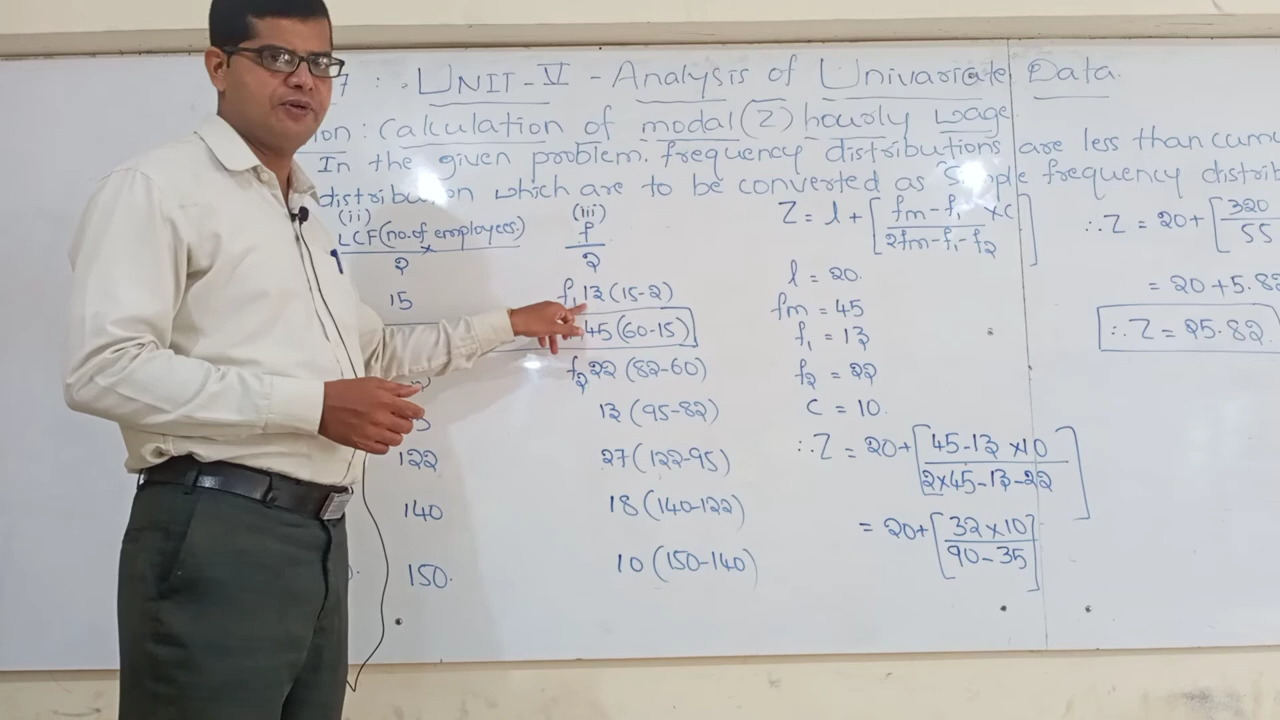 7 : . UNIT-V - Analysis of Univariate Data.
ion: Calculation of modal(Z) hourly wage
In the given problem. frequency distributions are less than cumu
distribution which are to be converted as Simple frequency distrib
(ii) (iii)
LCF(no.of employees) f
2 2
15 f₁ 13 (15-2)
45 (60-15)
f₂ 22 (82-60)
13 (95-82)
122 27 (122-95)
140 18 (140-122)
150. 10 (150-140)
Z = l + [fm-f₁ / 2fm-f₁-f₂ × C]
l = 20.
fm = 45
f₁ = 13
f₂ = 22
C = 10.
∴ Z = 20+ [45-13 × 10 / 2×45-13-22]
= 20+ [32×10 / 90-35]
∴ Z = 20+ [320 / 55
= 20+5.82
∴ Z = 25.82.